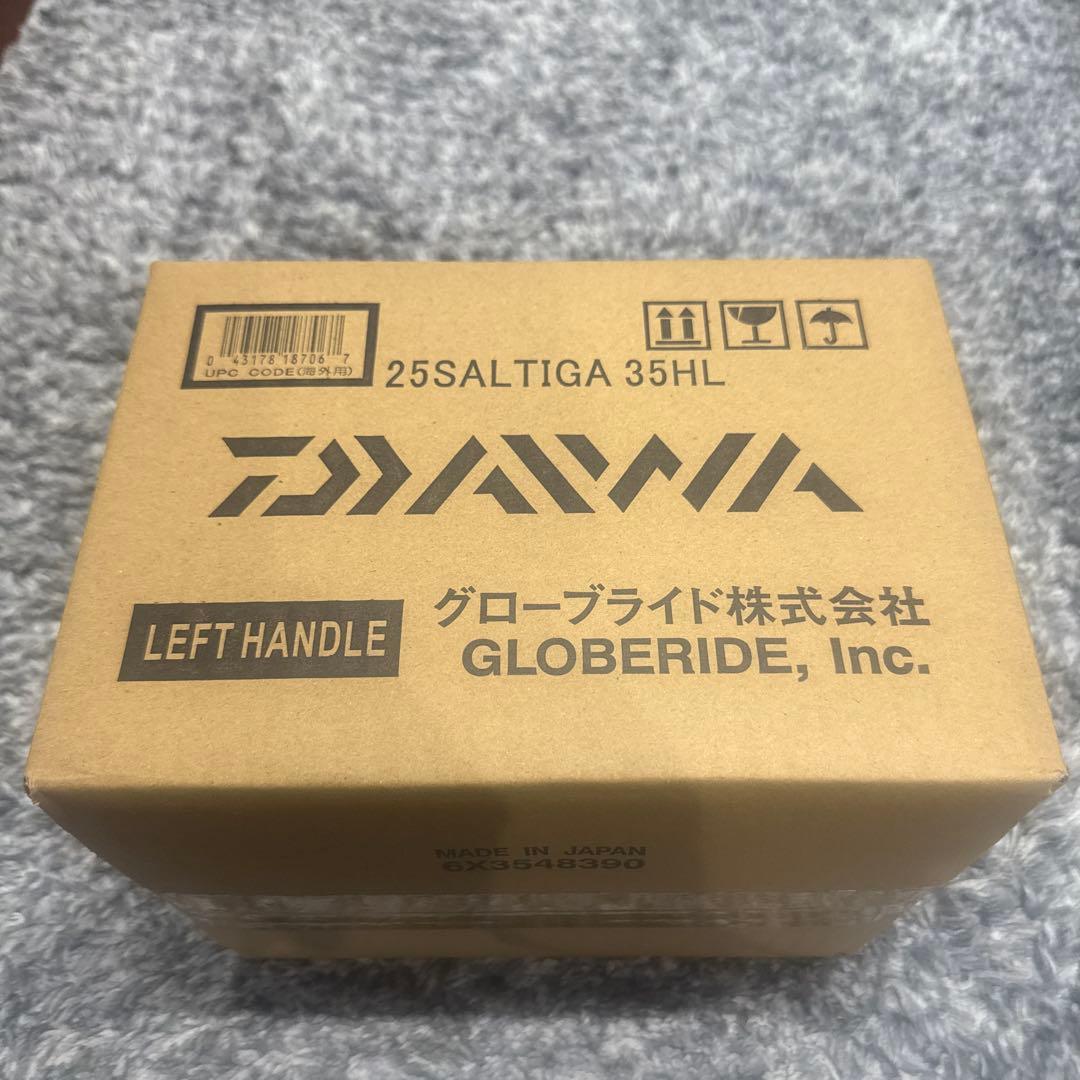 0 43178 18706 7
UPC CODE(海外用)
25SALTIGA 35HL
DAIWA
LEFT HANDLE
グローブライド株式会社
GLOBERIDE, Inc.
MADE IN JAPAN
6X3548390